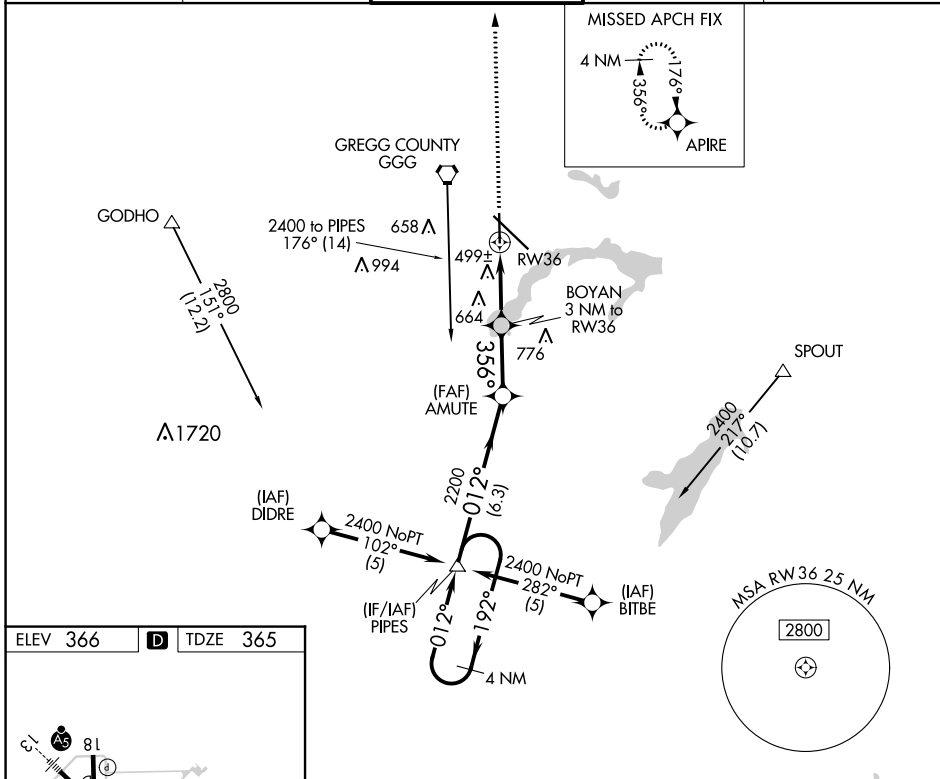 MISSED APCH FIX
4 NM
176°
356°
APIRE
GREGG COUNTY
GGG
GODHO
2400 to PIPES
176° (14)
658
994
499±
RW36
2800
151°
(12.2)
664
BOYAN
3 NM to
RW36
776
356°
SPOUT
(FAF)
AMUTE
2400
217°
(10.7)
1720
2200
012°
(6.3)
(IAF)
DIDRE
2400 NoPT
102°
(5)
2400 NoPT
282°
(5)
(IAF)
BITBE
(IF/IAF)
PIPES
012°
192°
4 NM
MSA RW36 25 NM
2800
ELEV 366
D
TDZE 365
13
A5
18
P